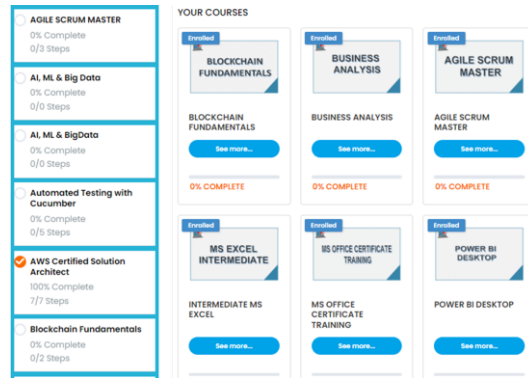 AGILE SCRUM MASTER
0% Complete
0/3 Steps
AI, ML & Big Data
0% Complete
0/0 Steps
AI, ML & BigData
0% Complete
0/0 Steps
Automated Testing with
Cucumber
0% Complete
0/5 Steps
AWS Certified Solution
Architect
100% Complete
7/7 Steps
Blockchain Fundamentals
0% Complete
0/2 Steps
YOUR COURSES
Enrolled
BLOCKCHAIN
FUNDAMENTALS
BLOCKCHAIN
FUNDAMENTALS
See more...
0% COMPLETE
Enrolled
BUSINESS
ANALYSIS
BUSINESS ANALYSIS
See more...
0% COMPLETE
Enrolled
AGILE SCRUM
MASTER
AGILE SCRUM
MASTER
See more...
0% COMPLETE
Enrolled
MS EXCEL
INTERMEDIATE
INTERMEDIATE MS
EXCEL
See more...
Enrolled
MS OFFICE CERTIFICATE
TRAINING
MS OFFICE
CERTIFICATE
TRAINING
See more...
Enrolled
POWER BI
DESKTOP
POWER BI DESKTOP
See more...